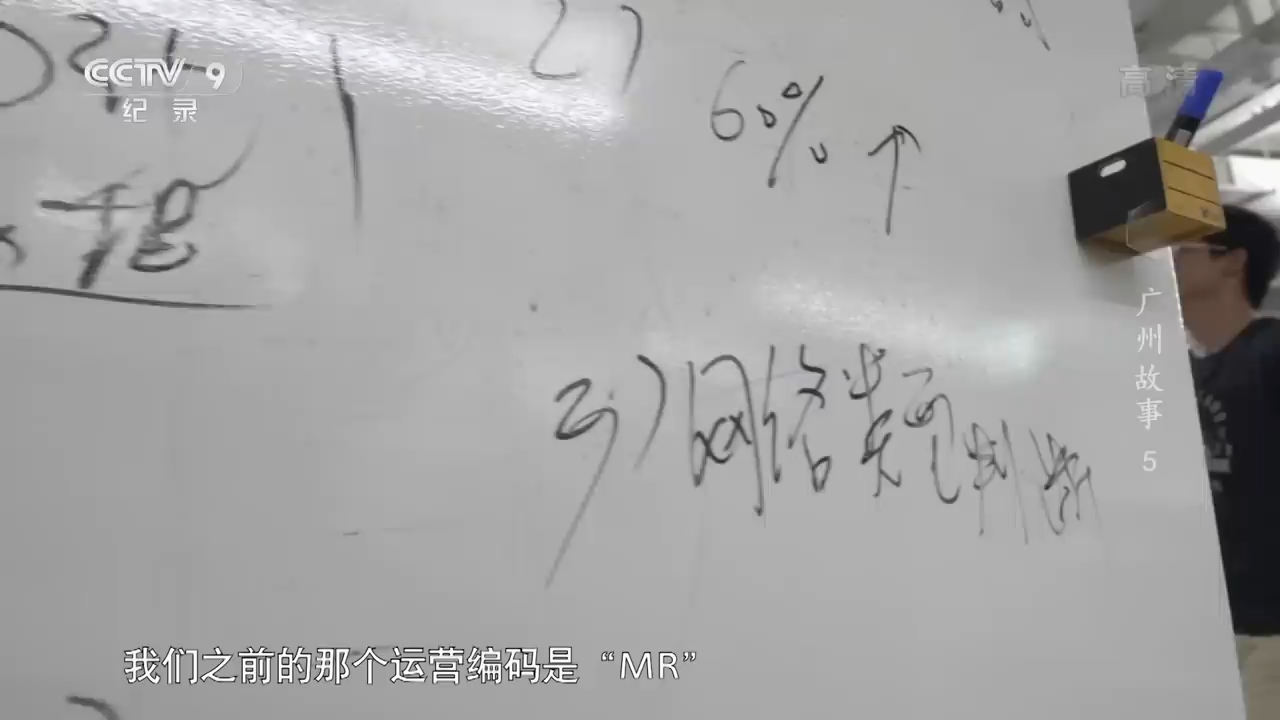 CCTV 9
纪录
高清
60% ↑
48
3) 网络类型判断
广州故事 5
我们之前的那个运营编码是“MR”